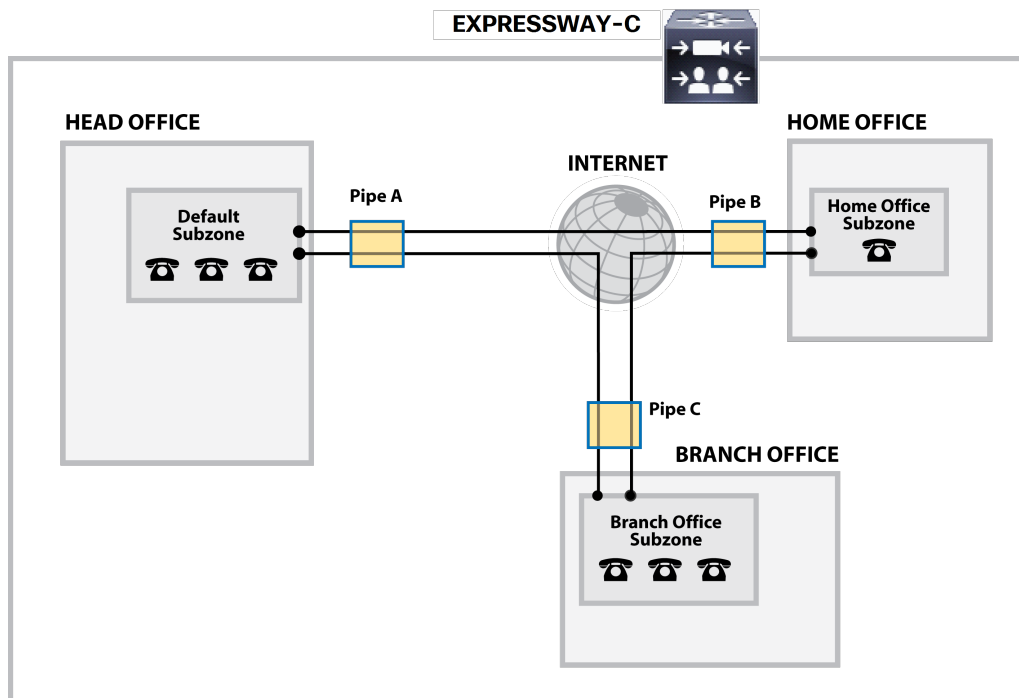 EXPRESSWAY-C
HEAD OFFICE
HOME OFFICE
INTERNET
Pipe A
Pipe B
Default
Subzone
Home Office
Subzone
Pipe C
BRANCH OFFICE
Branch Office
Subzone